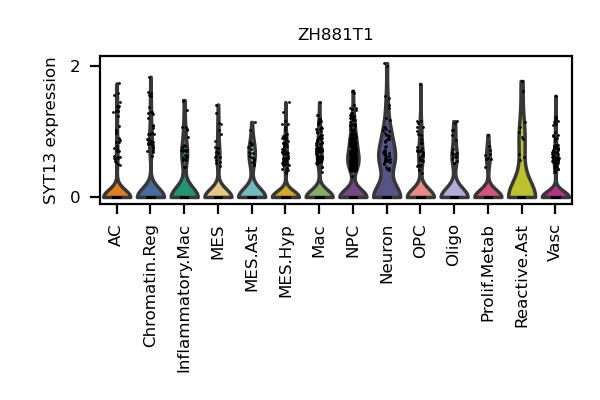 ZH881T1
SYT13 expression
2
0
AC
Chromatin.Reg
Inflammatory.Mac
MES
MES.Ast
MES.Hyp
Mac
NPC
Neuron
OPC
Oligo
Prolif.Metab
Reactive.Ast
Vasc